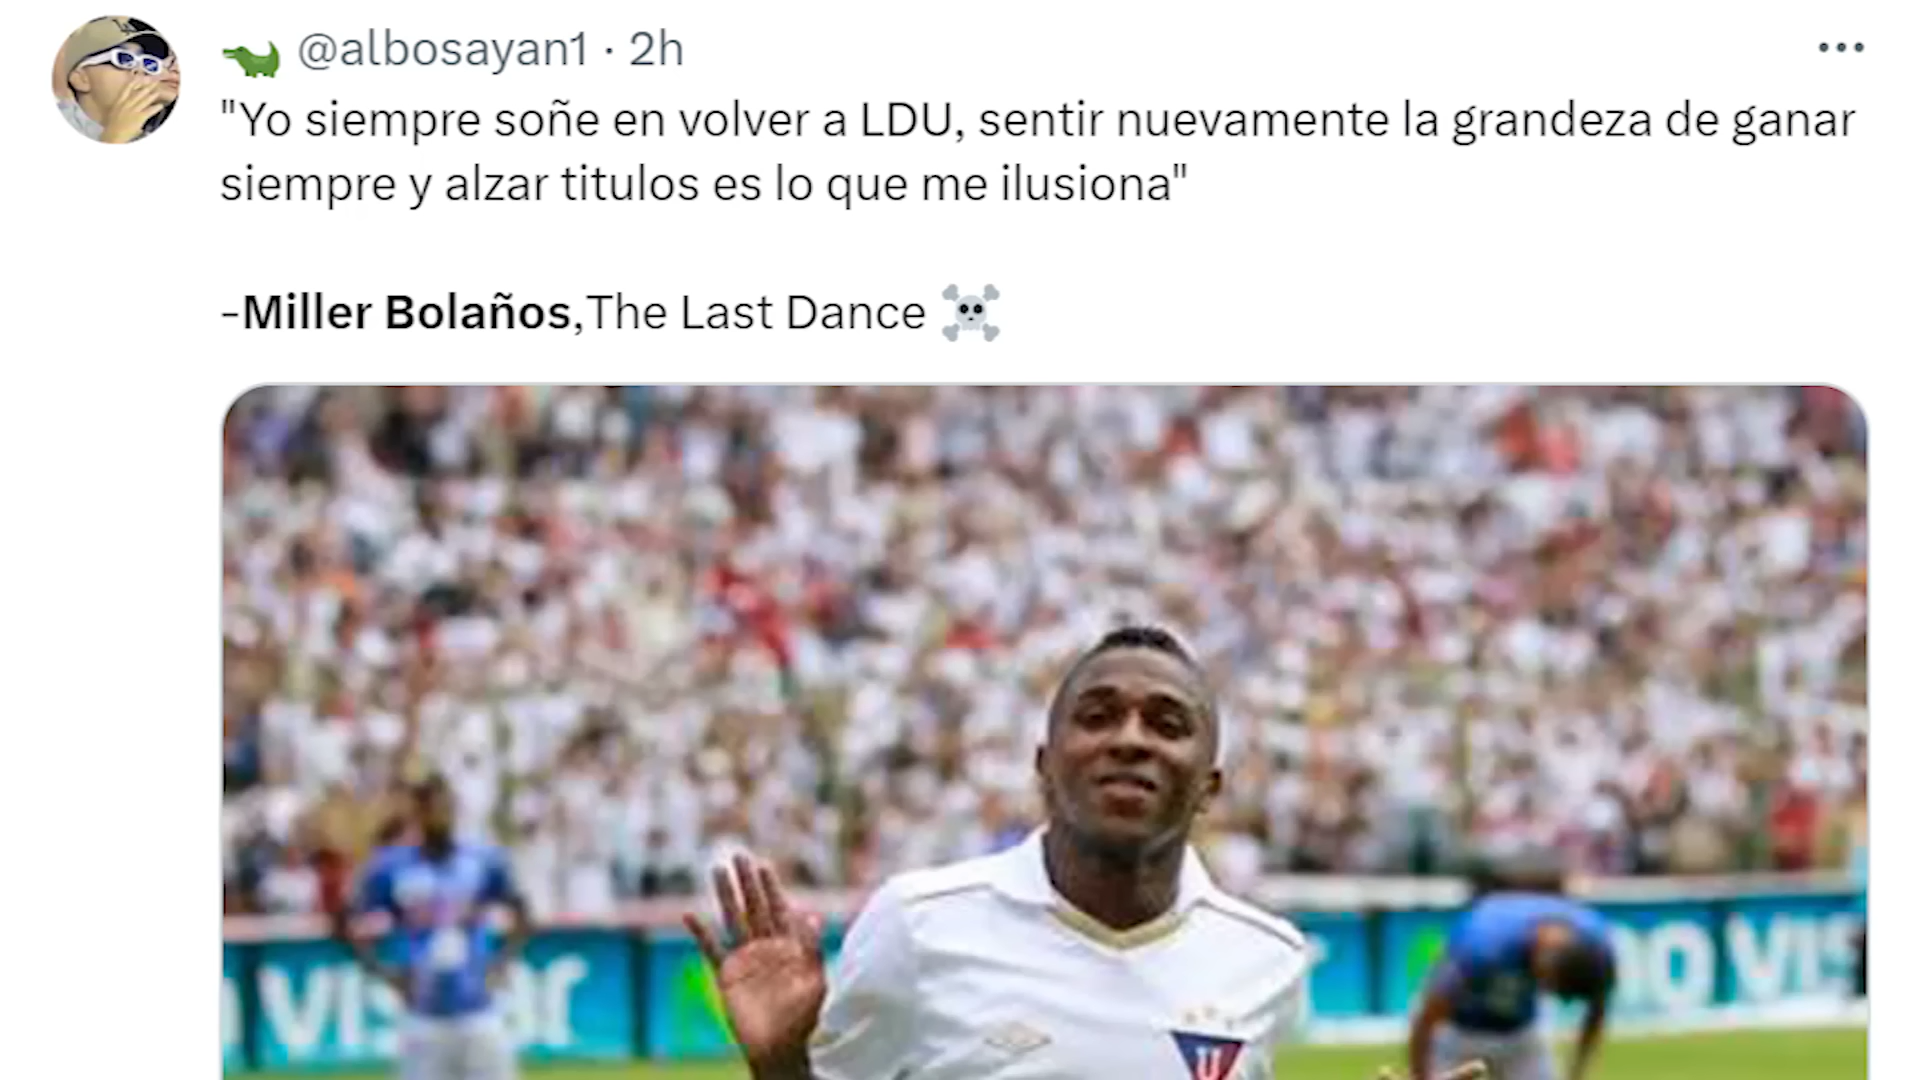 @albosayan1 · 2h
"Yo siempre soñe en volver a LDU, sentir nuevamente la grandeza de ganar
siempre y alzar titulos es lo que me ilusiona"
-Miller Bolaños,The Last Dance
U